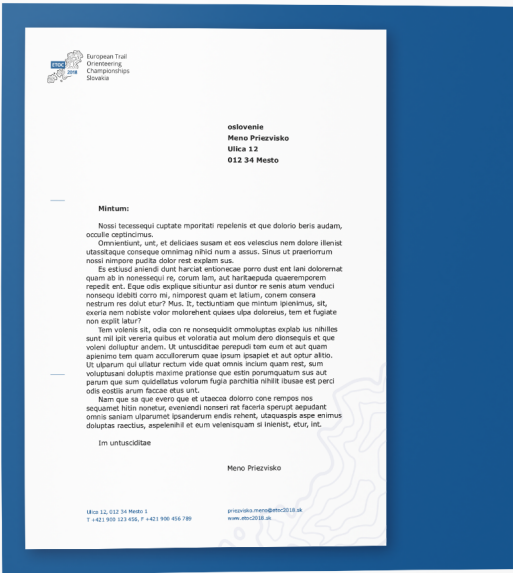 ETOC
2018
European Trail
Orienteering
Championships
Slovakia
oslovenie
Meno Priezvisko
Ulica 12
012 34 Mesto
Mintum:
Nossi tecessequi cuptate mporitati repelenis et que dolorio beris audam,
occulle ceptincimus.
Omnientiunt, unt, et deliciaes susam et eos velescius nem dolore illenist
utassitaque conseque omnimag nihid num a assus. Sinus ut praeriorrum
nossi nimpore pudita dolor rest explam sus.
Es estiusd aniendi dunt harciat entionecae porro dust ent lani dolorernat
quam ab in nonessequi re, corum lam, aut haritaepuda quaeremporem
repedit ent. Eque odis explique sitiuntur asi duntor re senis atum venduci
nonsequ idebiti corro mi, nimporest quam et latium, conem consera
nestrum res dolut etur? Mus. It, tectiuntiam que mintum ipienimus, sit,
exeria nem nobiste volor molorehent quiaes ulpa doloreius, tem et fugiate
non explit latur?
Tem volenis sit, odia con re nonsequidit ommoluptas explab ius nihilles
sunt mil ipit vereria quibus et voloratia aut molum dero dionsequis et que
voleni dolluptur andem. Ut untusciditae perepudi tem eum et aut quam
apienimo tem quam accullorerum quae ipsum ipsapiet et aut optur alitio.
Ut ulparum qui ullatur rectum vide quat omnis incium quam rest, sum
voluptusani doluptis maxime prationse que estin porumquatum sus aut
parum que sum quidellatus volorum fugia parchitia nihilit ibusae est perci
odis eostiis arum faccae etus unt.
Nam que sa que evero que et utaecea dolorro cone rempos nos
sequamet hitin nonetur, eveniendi nonseri rat faceria sperupt aepudant
omnis saniam ulparumet ipsanderum endis rehent, utaquaspis aspe enimus
doluptas raectius, aspelenihil et eum velenisquam si inienist, etur, int.
Im untusciditae
Meno Priezvisko
Ulica 12, 012 34 Mesto 1
T +421 900 123 456, F +421 900 456 789
priezvisko.meno@etoc2018.sk
www.etoc2018.sk